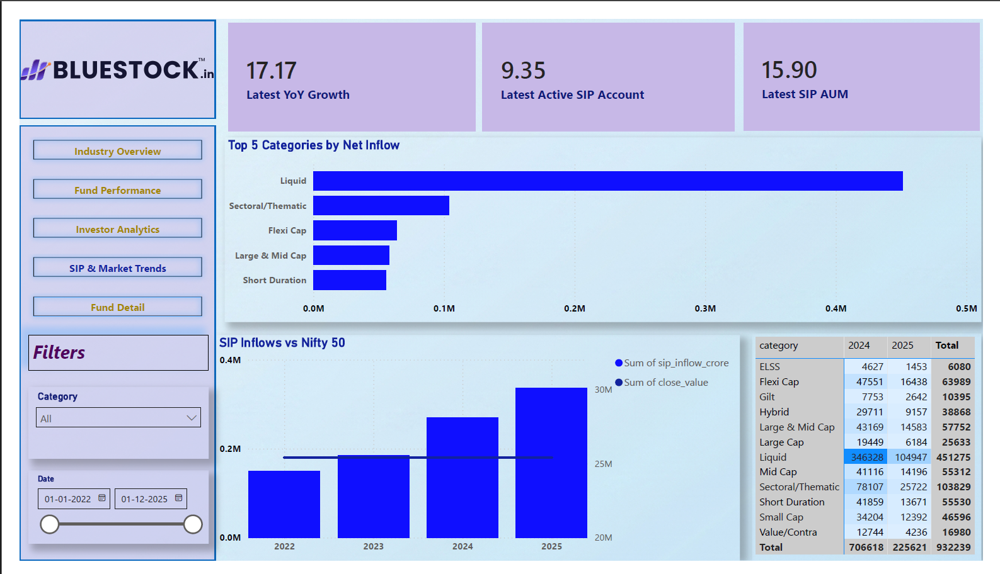 BLUESTOCK.in
TM
17.17
Latest YoY Growth
9.35
Latest Active SIP Account
15.90
Latest SIP AUM
Industry Overview
Fund Performance
Investor Analytics
SIP & Market Trends
Fund Detail
Filters
Category
All
Date
01-01-2022
01-12-2025
Top 5 Categories by Net Inflow
Liquid
Sectoral/Thematic
Flexi Cap
Large & Mid Cap
Short Duration
0.0M 0.1M 0.2M 0.3M 0.4M 0.5M
SIP Inflows vs Nifty 50
0.4M
0.2M
0.0M
2022 2023 2024 2025
30M
25M
20M
Sum of sip_inflow_crore
Sum of close_value
category 2024 2025 Total
ELSS 4627 1453 6080
Flexi Cap 47551 16438 63989
Gilt 7753 2642 10395
Hybrid 29711 9157 38868
Large & Mid Cap 43169 14583 57752
Large Cap 19449 6184 25633
Liquid 346328 104947 451275
Mid Cap 41116 14196 55312
Sectoral/Thematic 78107 25722 103829
Short Duration 41859 13671 55530
Small Cap 34204 12392 46596
Value/Contra 12744 4236 16980
Total 706618 225621 932239